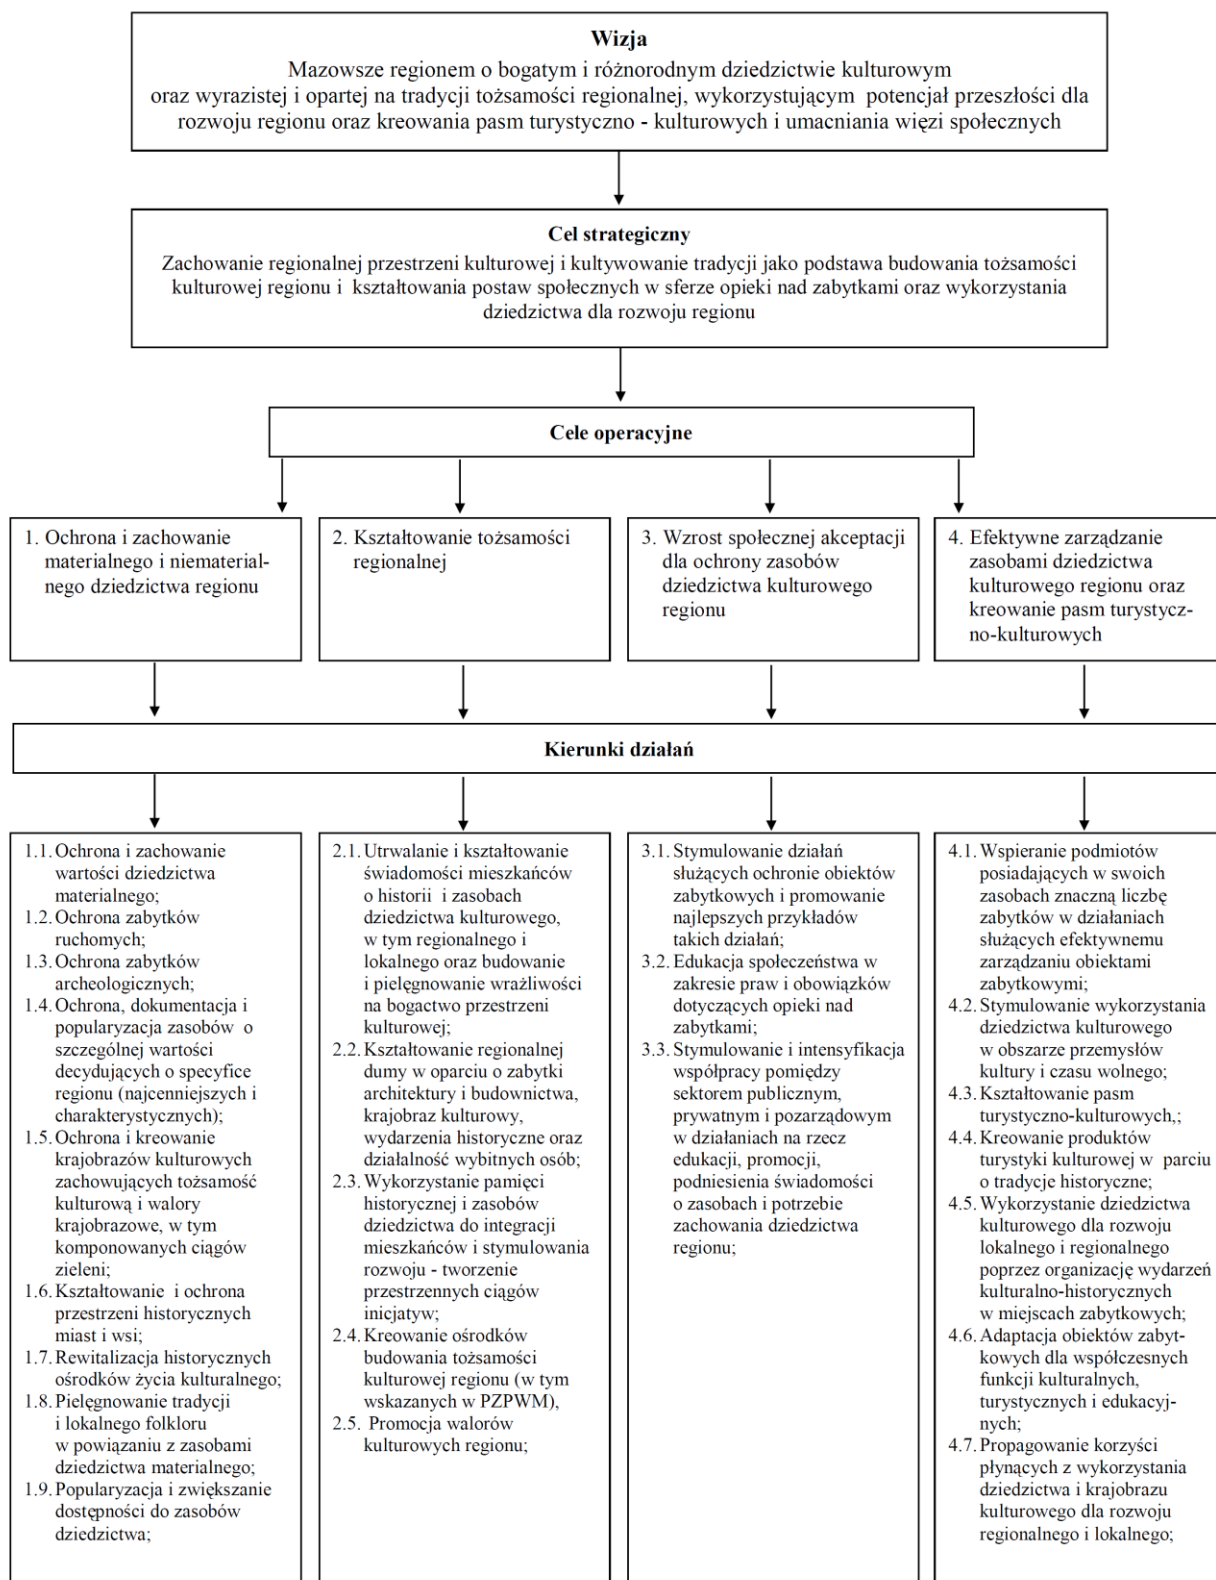 Wizja
Mazowsze regionem o bogatym i różnorodnym dziedzictwie kulturowym
oraz wyrazistej i opartej na tradycji tożsamości regionalnej, wykorzystującym potencjał przeszłości dla
rozwoju regionu oraz kreowania pasm turystyczno - kulturowych i umacniania więzi społecznych
Cel strategiczny
Zachowanie regionalnej przestrzeni kulturowej i kultywowanie tradycji jako podstawa budowania tożsamości
kulturowej regionu i kształtowania postaw społecznych w sferze opieki nad zabytkami oraz wykorzystania
dziedzictwa dla rozwoju regionu
Cele operacyjne
1. Ochrona i zachowanie
materialnego i niematerial-
nego dziedzictwa regionu
2. Kształtowanie tożsamości
regionalnej
3. Wzrost społecznej akceptacji
dla ochrony zasobów
dziedzictwa kulturowego
regionu
4. Efektywne zarządzanie
zasobami dziedzictwa
kulturowego regionu oraz
kreowanie pasm turystycz-
no-kulturowych
Kierunki działań
1.1. Ochrona i zachowanie
wartości dziedzictwa
materialnego;
1.2. Ochrona zabytków
ruchomych;
1.3. Ochrona zabytków
archeologicznych;
1.4. Ochrona, dokumentacja i
popularyzacja zasobów o
szczególnej wartości
decydujących o specyfice
regionu (najcenniejszych i
charakterystycznych);
1.5. Ochrona i kreowanie
krajobrazów kulturowych
zachowujących tożsamość
kulturową i walory
krajobrazowe, w tym
komponowanych ciągów
zieleni;
1.6. Kształtowanie i ochrona
przestrzeni historycznych
miast i wsi;
1.7. Rewitalizacja historycznych
ośrodków życia kulturalnego;
1.8. Pielęgnowanie tradycji
i lokalnego folkloru
w powiązaniu z zasobami
dziedzictwa materialnego;
1.9. Popularyzacja i zwiększanie
dostępności do zasobów
dziedzictwa;
2.1. Utrwalanie i kształtowanie
świadomości mieszkańców
o historii i zasobach
dziedzictwa kulturowego,
w tym regionalnego i
lokalnego oraz budowanie
i pielęgnowanie wrażliwości
na bogactwo przestrzeni
kulturowej;
2.2. Kształtowanie regionalnej
dumy w oparciu o zabytki
architektury i budownictwa,
krajobraz kulturowy,
wydarzenia historyczne oraz
działalność wybitnych osób;
2.3. Wykorzystanie pamięci
historycznej i zasobów
dziedzictwa do integracji
mieszkańców i stymulowania
rozwoju - tworzenie
przestrzennych ciągów
inicjatyw;
2.4. Kreowanie ośrodków
budowania tożsamości
kulturowej regionu (w tym
wskazanych w PZPWM),
2.5. Promocja walorów
kulturowych regionu;
3.1. Stymulowanie działań
służących ochronie obiektów
zabytkowych i promowanie
najlepszych przykładów
takich działań;
3.2. Edukacja społeczeństwa w
zakresie praw i obowiązków
dotyczących opieki nad
zabytkami;
3.3. Stymulowanie i intensyfikacja
współpracy pomiędzy
sektorem publicznym,
prywatnym i pozarządowym
w działaniach na rzecz
edukacji, promocji,
podniesienia świadomości
o zasobach i potrzebie
zachowania dziedzictwa
regionu;
4.1. Wspieranie podmiotów
posiadających w swoich
zasobach znaczną liczbę
zabytków w działaniach
służących efektywnemu
zarządzaniu obiektami
zabytkowymi;
4.2. Stymulowanie wykorzystania
dziedzictwa kulturowego
w obszarze przemysłów
kultury i czasu wolnego;
4.3. Kształtowanie pasm
turystyczno-kulturowych,;
4.4. Kreowanie produktów
turystyki kulturowej w parciu
o tradycje historyczne;
4.5. Wykorzystanie dziedzictwa
kulturowego dla rozwoju
lokalnego i regionalnego
poprzez organizację wydarzeń
kulturalno-historycznych
w miejscach zabytkowych;
4.6. Adaptacja obiektów zabyt-
kowych dla współczesnych
funkcji kulturalnych,
turystycznych i edukacyj-
nych;
4.7. Propagowanie korzyści
płynących z wykorzystania
dziedzictwa i krajobrazu
kulturowego dla rozwoju
regionalnego i lokalnego;